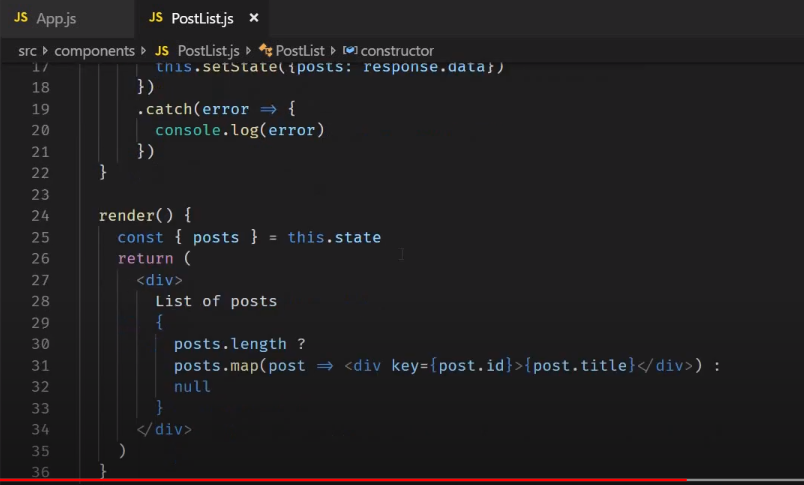 JS App.js JS PostList.js ×
src > components > JS PostList.js > PostList > constructor
17 this.setState({posts: response.data})
18 })
19 .catch(error => {
20 console.log(error)
21 })
22 }
23
24 render() {
25 const { posts } = this.state
26 return (
27 <div>
28 List of posts
29 {
30 posts.length ?
31 posts.map(post => <div key={post.id}>{post.title}</div>) :
32 null
33 }
34 </div>
35 )
36 }